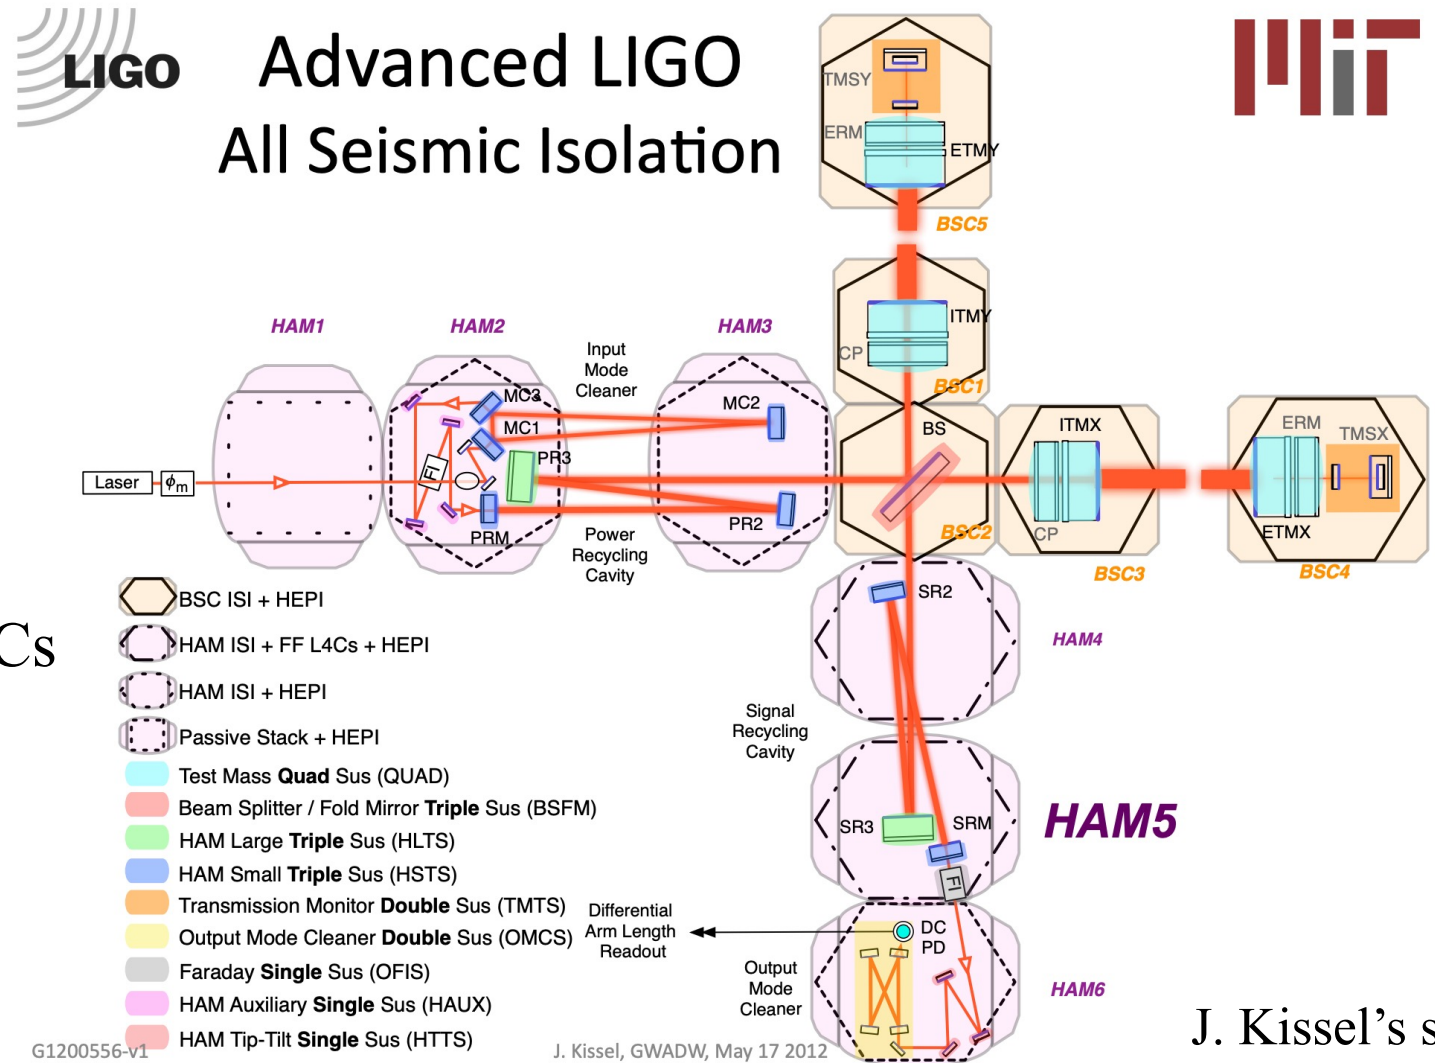 LIGO
Advanced LIGO
All Seismic Isolation
MIT
TMSY
ERM
ETMY
BSC5
ITMY
CP
BSC1
HAM1
HAM2
HAM3
Input
Mode
Cleaner
MC3
MC1
MC2
BS
ITMX
ERM
TMSX
Laser
ϕm
FI
PR3
PRM
PR2
Power
Recycling
Cavity
BSC2
CP
BSC3
ETMX
BSC4
BSC ISI + HEPI
Cs
HAM ISI + FF L4Cs + HEPI
HAM ISI + HEPI
Passive Stack + HEPI
Test Mass Quad Sus (QUAD)
Beam Splitter / Fold Mirror Triple Sus (BSFM)
HAM Large Triple Sus (HLTS)
HAM Small Triple Sus (HSTS)
Transmission Monitor Double Sus (TMTS)
Output Mode Cleaner Double Sus (OMCS)
Faraday Single Sus (OFIS)
HAM Auxiliary Single Sus (HAUX)
HAM Tip-Tilt Single Sus (HTTS)
SR2
HAM4
Signal
Recycling
Cavity
SR3
SRM
HAM5
FI
Differential
Arm Length
Readout
DC
PD
Output
Mode
Cleaner
HAM6
J. Kissel’s s
G1200556-v1
J. Kissel, GWADW, May 17 2012